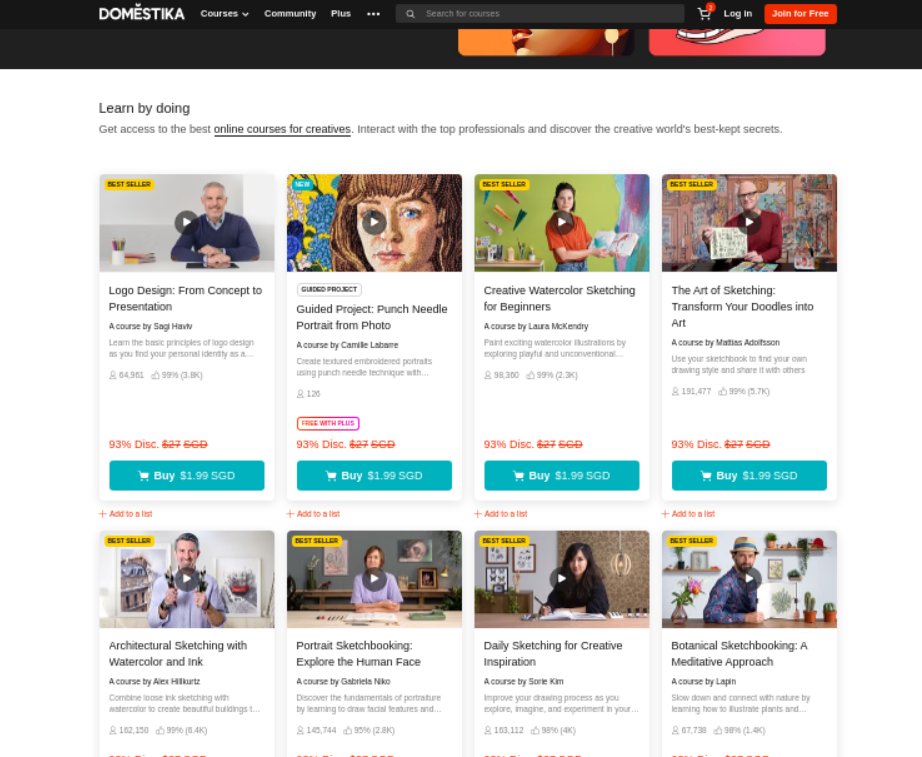 DOMĒSTIKA
Courses
Community
Plus
•••
Search for courses
2
Log in
Join for Free
Learn by doing
Get access to the best online courses for creatives. Interact with the top professionals and discover the creative world's best-kept secrets.
BEST SELLER
Logo Design: From Concept to
Presentation
A course by Sagi Haviv
Learn the basic principles of logo design
as you find your personal identity as a...
64,961 99% (3.8K)
93% Disc. $27 SGD
Buy $1.99 SGD
Add to a list
NEW
GUIDED PROJECT
Guided Project: Punch Needle
Portrait from Photo
A course by Camille Labarre
Create textured embroidered portraits
using punch needle technique with...
126
FREE WITH PLUS
93% Disc. $27 SGD
Buy $1.99 SGD
Add to a list
BEST SELLER
Creative Watercolor Sketching
for Beginners
A course by Laura McKendry
Paint exciting watercolor illustrations by
exploring playful and unconventional...
98,360 99% (2.3K)
93% Disc. $27 SGD
Buy $1.99 SGD
Add to a list
BEST SELLER
The Art of Sketching:
Transform Your Doodles into
Art
A course by Mattias Adolfsson
Use your sketchbook to find your own
drawing style and share it with others
191,477 99% (5.7K)
93% Disc. $27 SGD
Buy $1.99 SGD
Add to a list
BEST SELLER
Architectural Sketching with
Watercolor and Ink
A course by Alex Hillkurtz
Combine loose ink sketching with
watercolor to create beautiful buildings t...
162,150 99% (6.4K)
BEST SELLER
Portrait Sketchbooking:
Explore the Human Face
A course by Gabriela Niko
Discover the fundamentals of portraiture
by learning to draw facial features and...
145,744 95% (2.8K)
BEST SELLER
Daily Sketching for Creative
Inspiration
A course by Sorie Kim
Improve your drawing process as you
explore, imagine, and experiment in your...
163,112 98% (4K)
BEST SELLER
Botanical Sketchbooking: A
Meditative Approach
A course by Lapin
Slow down and connect with nature by
learning how to illustrate plants and...
67,738 98% (1.4K)